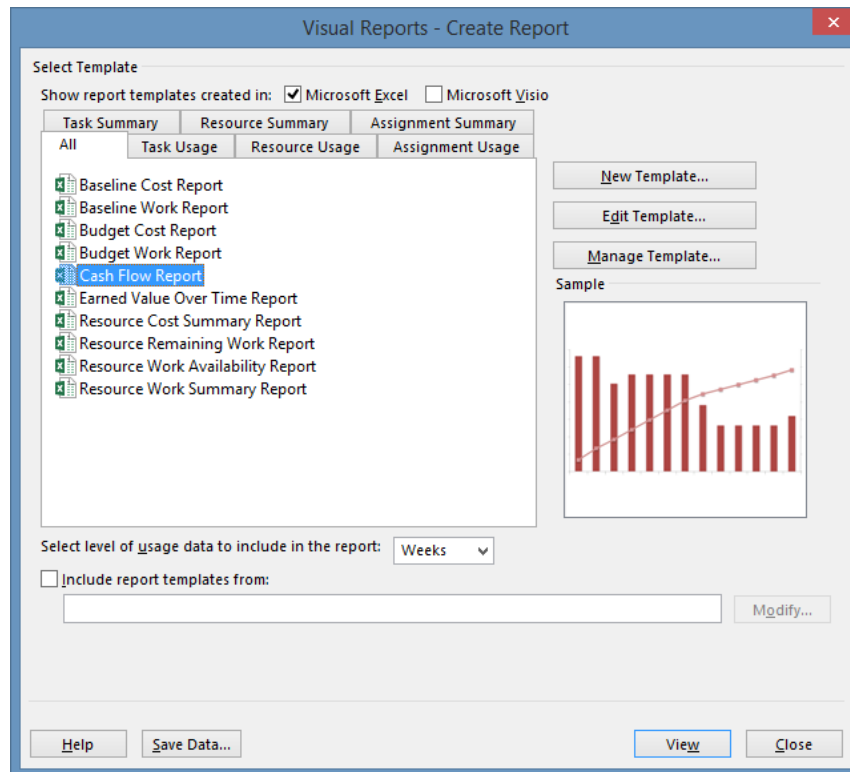 Visual Reports - Create Report
Select Template
Show report templates created in: Microsoft Excel Microsoft Visio
Task Summary Resource Summary Assignment Summary
All Task Usage Resource Usage Assignment Usage
Baseline Cost Report
Baseline Work Report
Budget Cost Report
Budget Work Report
Cash Flow Report
Earned Value Over Time Report
Resource Cost Summary Report
Resource Remaining Work Report
Resource Work Availability Report
Resource Work Summary Report
New Template...
Edit Template...
Manage Template...
Sample
Select level of usage data to include in the report: Weeks
Include report templates from:
Modify...
Help Save Data... View Close